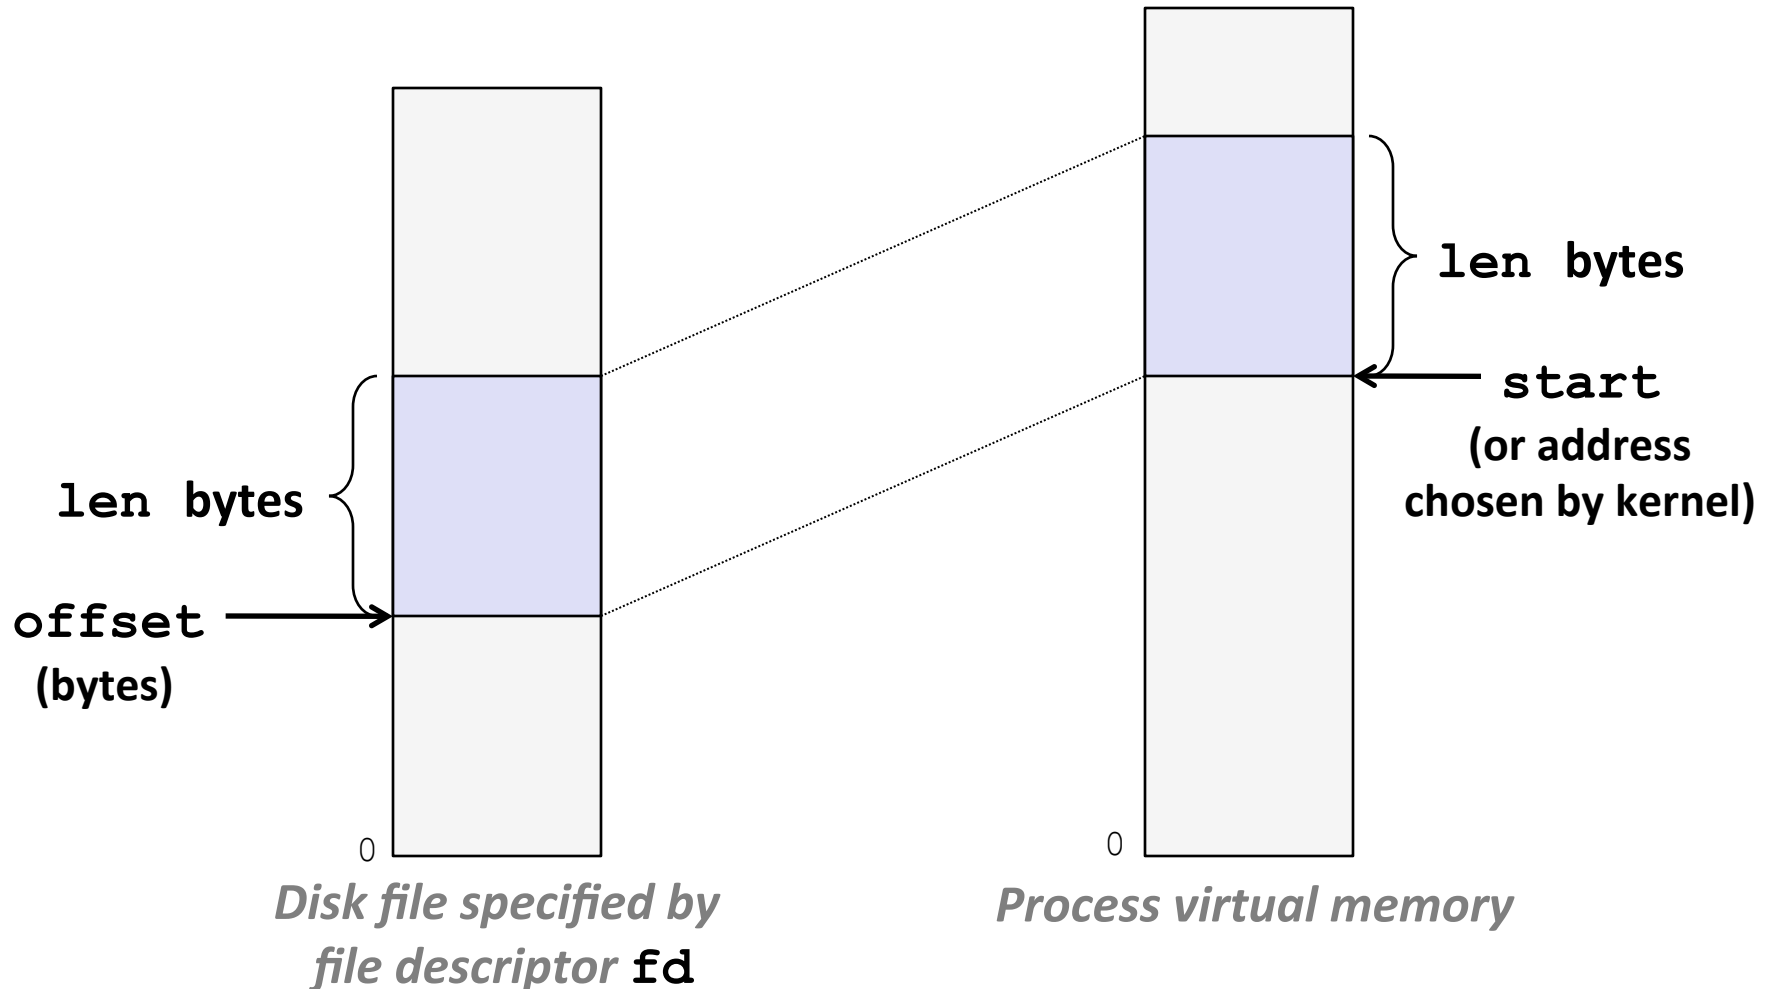 len bytes
start
(or address
chosen by kernel)
len bytes
offset
(bytes)
0
0
Disk file specified by
file descriptor fd
Process virtual memory